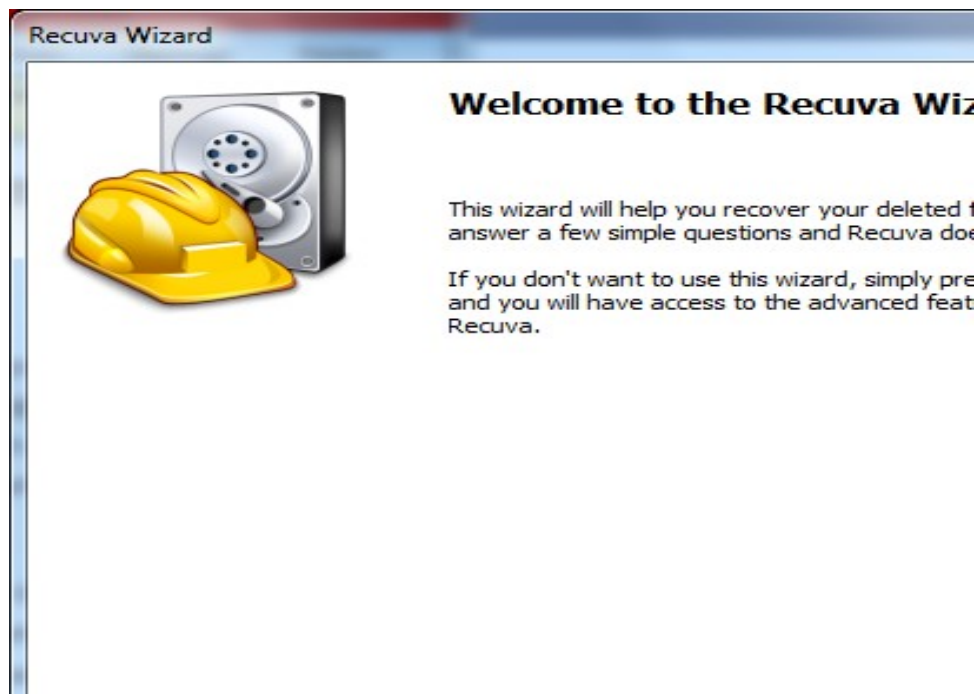 Recuva Wizard
Welcome to the Recuva Wiz
This wizard will help you recover your deleted f
answer a few simple questions and Recuva doe
If you don't want to use this wizard, simply pre
and you will have access to the advanced feat
Recuva.